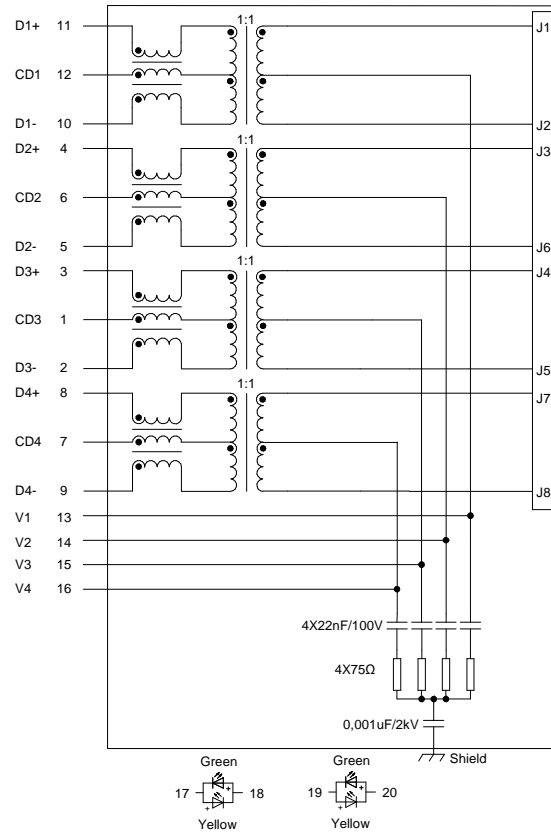 1:1
D1+ 11 J1
CD1 12
D1- 10 J2
1:1
D2+ 4 J3
CD2 6
D2- 5 J6
1:1
D3+ 3 J4
CD3 1
D3- 2 J5
1:1
D4+ 8 J7
CD4 7
D4- 9 J8
V1 13
V2 14
V3 15
V4 16
4X22nF/100V
4X75Ω
0,001uF/2kV
Shield
Green Green
17 + + 18 19 + + 20
Yellow Yellow